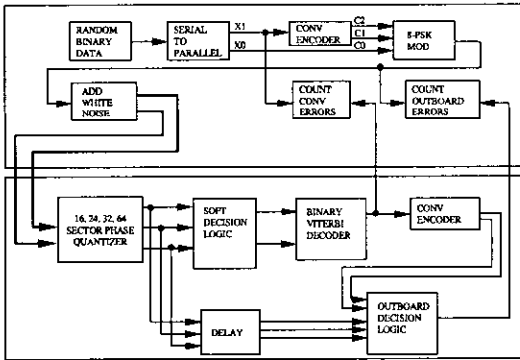 RANDOM
BINARY
DATA
SERIAL
TO
PARALLEL
X1
X0
CONV
ENCODER
C2
C1
C0
8-PSK
MOD
ADD
WHITE
NOISE
COUNT
CONV
ERRORS
COUNT
OUTBOARD
ERRORS
16, 24, 32, 64
SECTOR PHASE
QUANTIZER
SOFT
DECISION
LOGIC
BINARY
VITERBI
DECODER
CONV
ENCODER
DELAY
OUTBOARD
DECISION
LOGIC